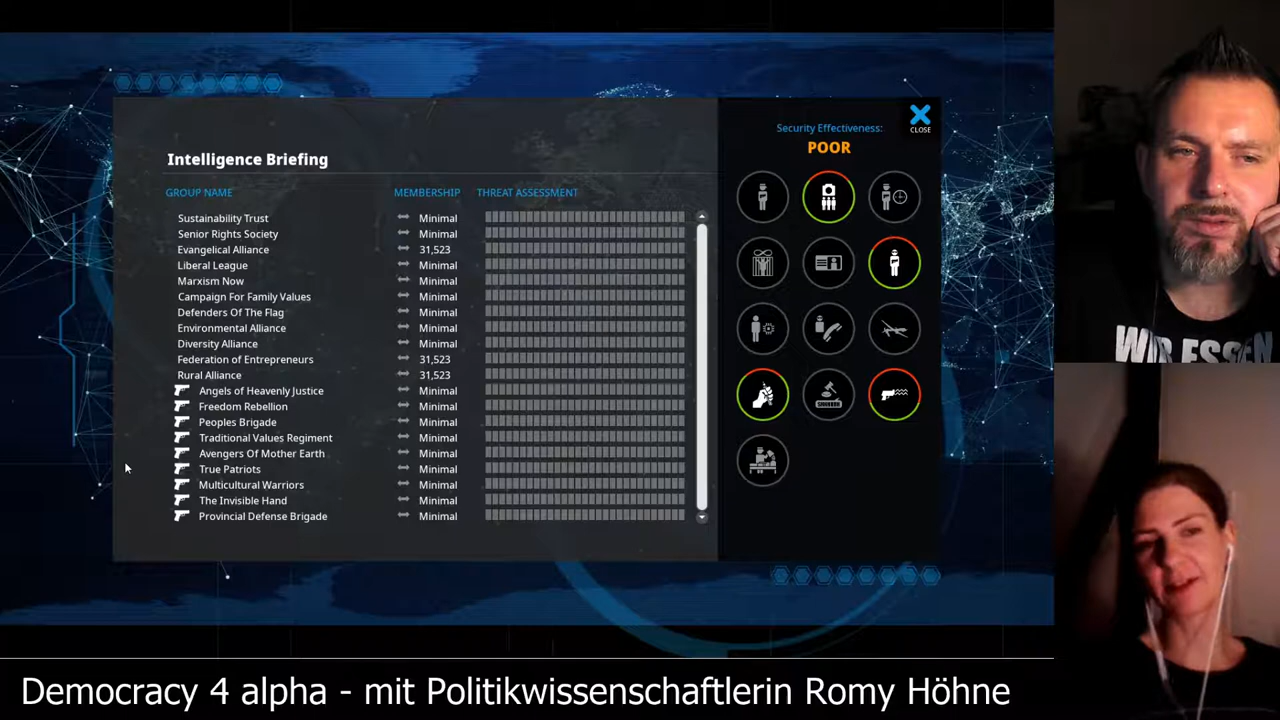 Intelligence Briefing
GROUP NAME MEMBERSHIP THREAT ASSESSMENT
Sustainability Trust Minimal
Senior Rights Society Minimal
Evangelical Alliance 31,523
Liberal League Minimal
Marxism Now Minimal
Campaign For Family Values Minimal
Defenders Of The Flag Minimal
Environmental Alliance Minimal
Diversity Alliance Minimal
Federation of Entrepreneurs 31,523
Rural Alliance 31,523
Angels of Heavenly Justice Minimal
Freedom Rebellion Minimal
Peoples Brigade Minimal
Traditional Values Regiment Minimal
Avengers Of Mother Earth Minimal
True Patriots Minimal
Multicultural Warriors Minimal
The Invisible Hand Minimal
Provincial Defense Brigade Minimal
CLOSE
Security Effectiveness:
POOR
WIR ESSEN
Democracy 4 alpha - mit Politikwissenschaftlerin Romy Höhne